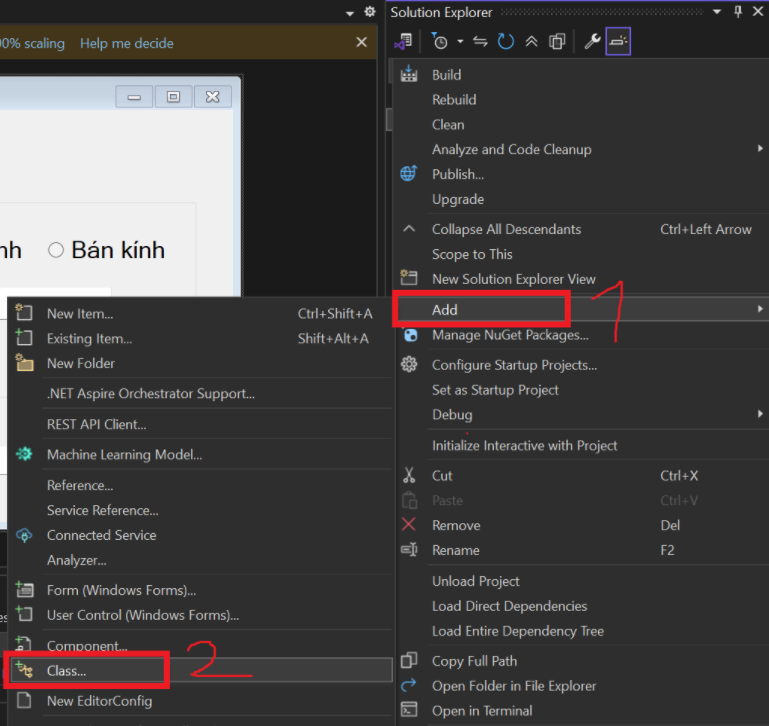 0% scaling Help me decide
Solution Explorer
nh Bán kính
Build
Rebuild
Clean
Analyze and Code Cleanup
Publish...
Upgrade
Collapse All Descendants Ctrl+Left Arrow
Scope to This
New Solution Explorer View
Add
1
Manage NuGet Packages...
Configure Startup Projects...
Set as Startup Project
Debug
Initialize Interactive with Project
Cut Ctrl+X
Paste Ctrl+V
Remove Del
Rename F2
Unload Project
Load Direct Dependencies
Load Entire Dependency Tree
Copy Full Path
Open Folder in File Explorer
Open in Terminal
New Item... Ctrl+Shift+A
Existing Item... Shift+Alt+A
New Folder
.NET Aspire Orchestrator Support...
REST API Client...
Machine Learning Model...
Reference...
Service Reference...
Connected Service
Analyzer...
Form (Windows Forms)...
User Control (Windows Forms)...
Component...
Class...
2
New EditorConfig